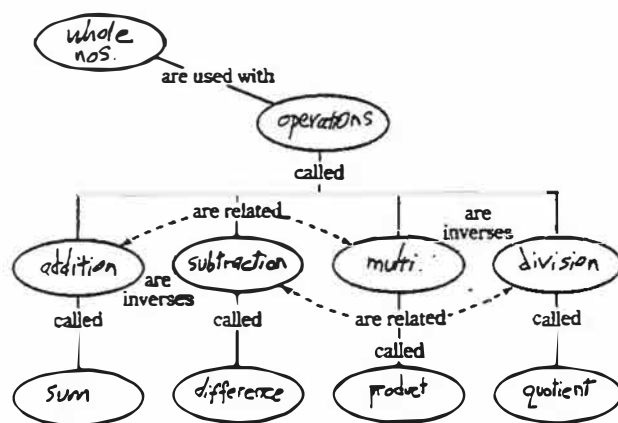 whole
nos.
are used with
operations
called
are related
are
inverses
addition
are
inverses
subtraction
multi.
division
called
called
are related
called
called
sum
difference
product
quotient